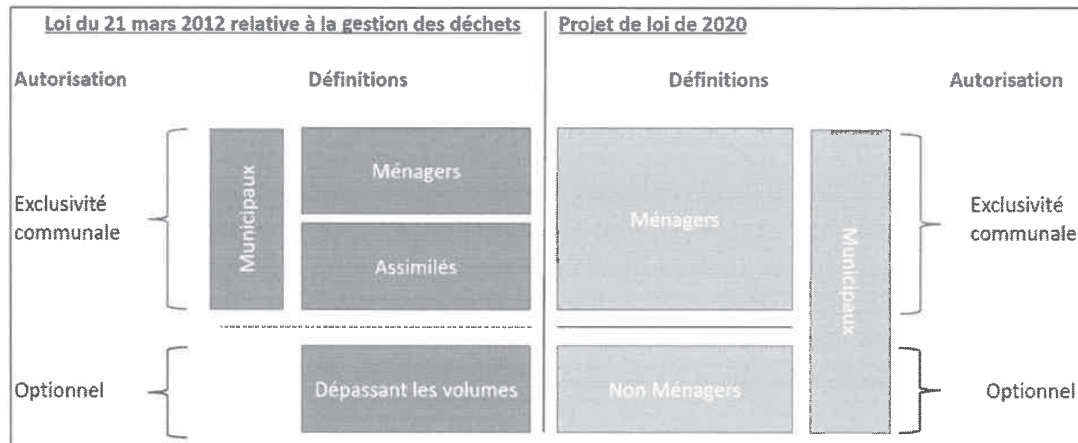 Loi du 21 mars 2012 relative à la gestion des déchets
Projet de loi de 2020
Autorisation
Définitions
Définitions
Autorisation
Exclusivité
communale
Municipaux
Ménagers
Assimilés
Ménagers
Municipaux
Exclusivité
communale
Optionnel
Dépassant les volumes
Non Ménagers
Optionnel